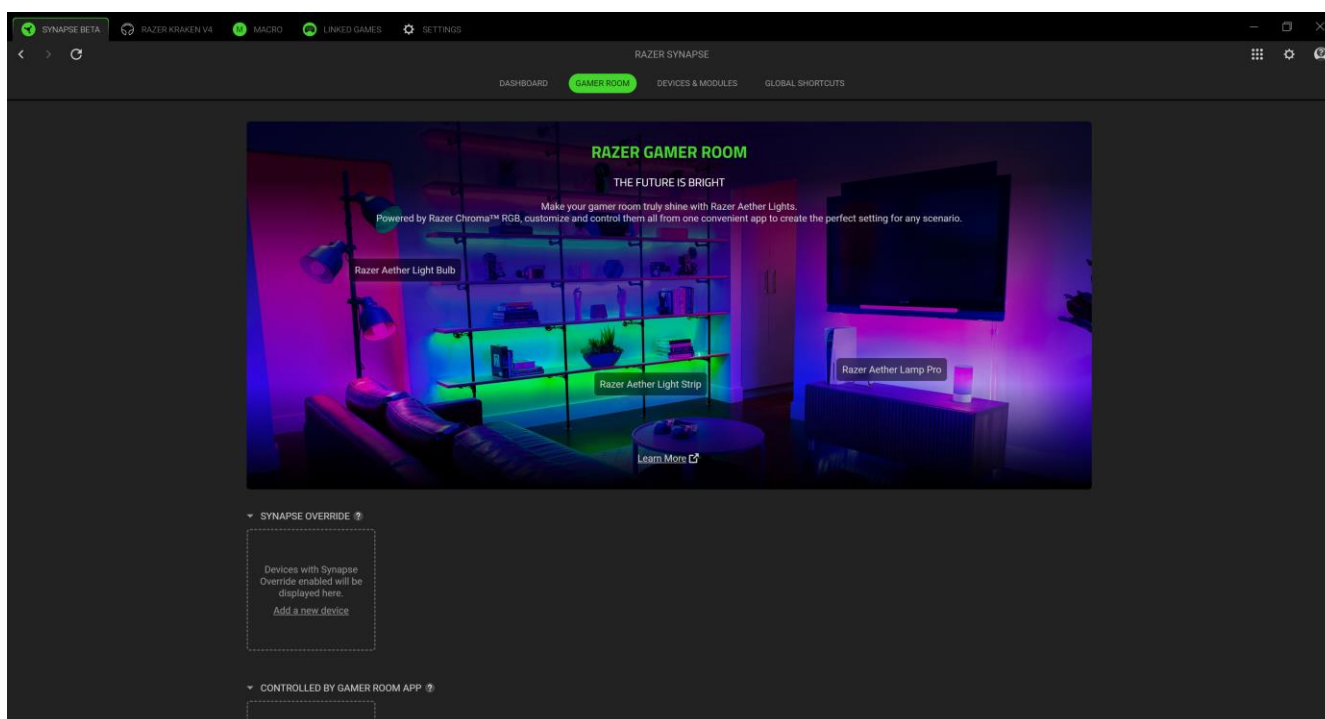 SYNAPSE BETA
RAZER KRAKEN V4
M MACRO
LINKED GAMES
SETTINGS
RAZER SYNAPSE
DASHBOARD
GAMER ROOM
DEVICES & MODULES
GLOBAL SHORTCUTS
RAZER GAMER ROOM
THE FUTURE IS BRIGHT
Make your gamer room truly shine with Razer Aether Lights.
Powered by Razer Chroma™ RGB, customize and control them all from one convenient app to create the perfect setting for any scenario.
Razer Aether Light Bulb
Razer Aether Lamp Pro
Razer Aether Light Strip
Learn More
SYNAPSE OVERRIDE ?
Devices with Synapse
Override enabled will be
displayed here.
Add a new device
CONTROLLED BY GAMER ROOM APP ?